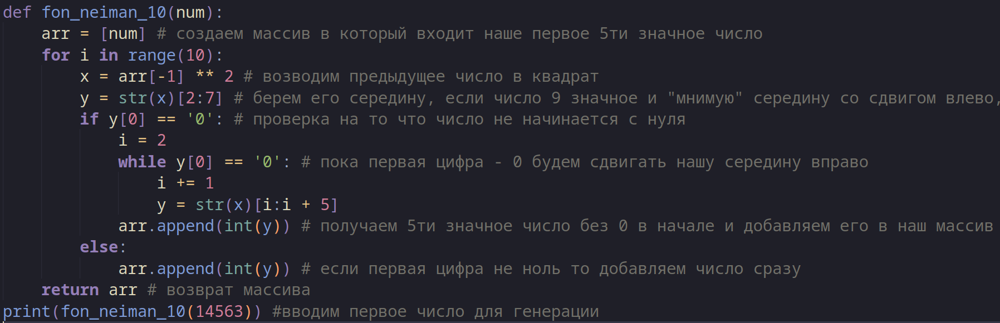 def fon_neiman_10(num):
    arr = [num] # создаем массив в который входит наше первое 5ти значное число
    for i in range(10):
        x = arr[-1] ** 2 # возводим предыдущее число в квадрат
        y = str(x)[2:7] # берем его середину, если число 9 значное и "мнимую" середину со сдвигом влево,
        if y[0] == '0': # проверка на то что число не начинается с нуля
            i = 2
            while y[0] == '0': # пока первая цифра - 0 будем сдвигать нашу середину вправо
                i += 1
                y = str(x)[i:i + 5]
            arr.append(int(y)) # получаем 5ти значное число без 0 в начале и добавляем его в наш массив
        else:
            arr.append(int(y)) # если первая цифра не ноль то добавляем число сразу
    return arr # возврат массива
print(fon_neiman_10(14563)) #вводим первое число для генерации